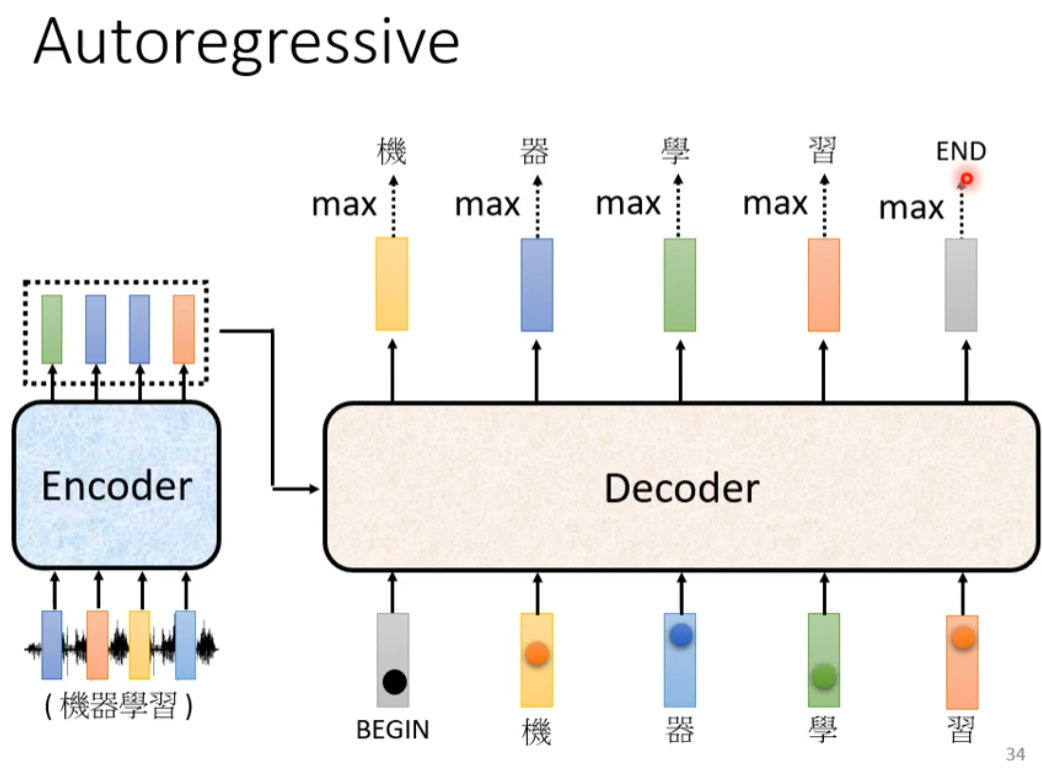 Autoregressive
機 器 學 習 END
max max max max max
Encoder
Decoder
(機器學習)
BEGIN 機 器 學 習
34